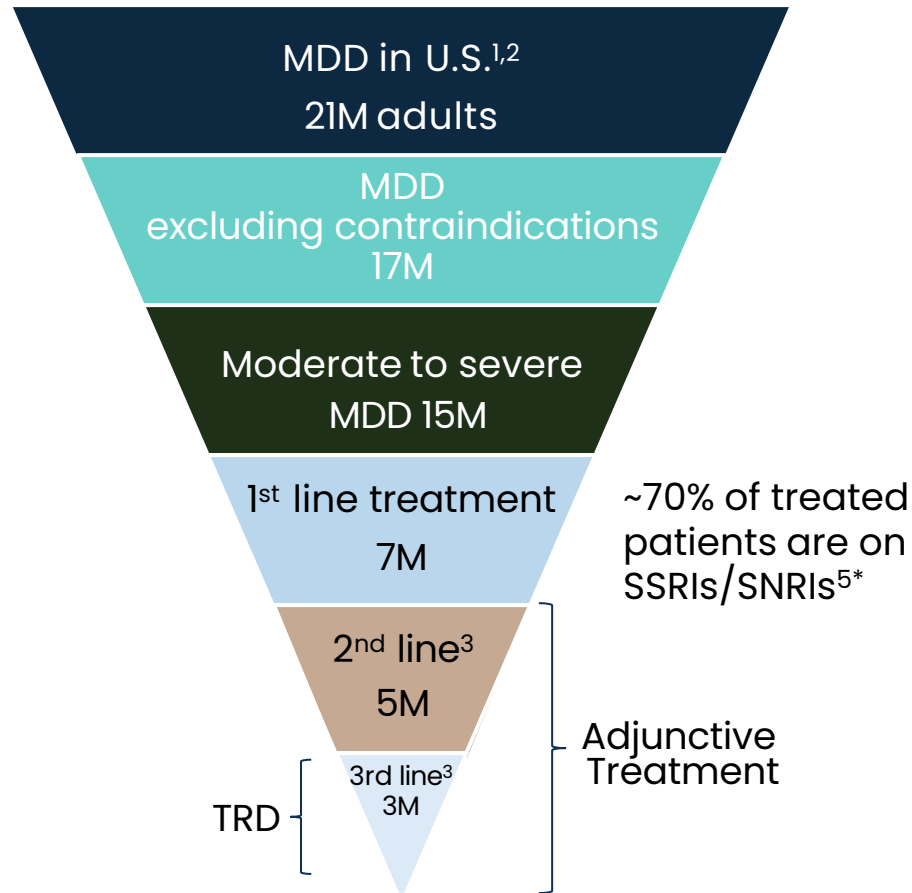 MDD in U.S.¹,²
21M adults
MDD
excluding contraindications
17M
Moderate to severe
MDD 15M
1ˢᵗ line treatment
7M
~70% of treated
patients are on
SSRIs/SNRIs⁵*
2ⁿᵈ line³
5M
Adjunctive
Treatment
3rd line³
3M
TRD